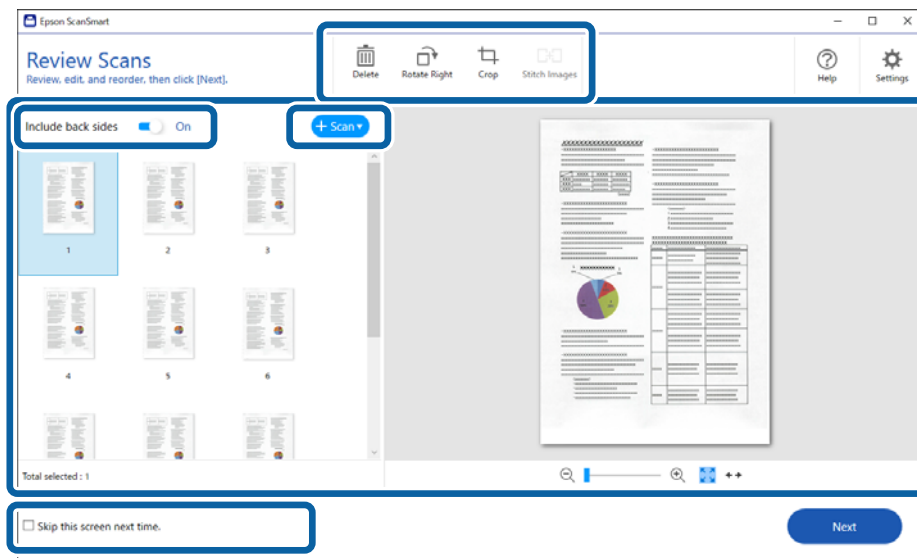 Epson ScanSmart
Review Scans
Review, edit, and reorder, then click [Next].
Delete
Rotate Right
Crop
Stitch Images
Help
Settings
Include back sides
On
+ Scan
1
2
3
4
5
6
Total selected : 1
Skip this screen next time.
Next